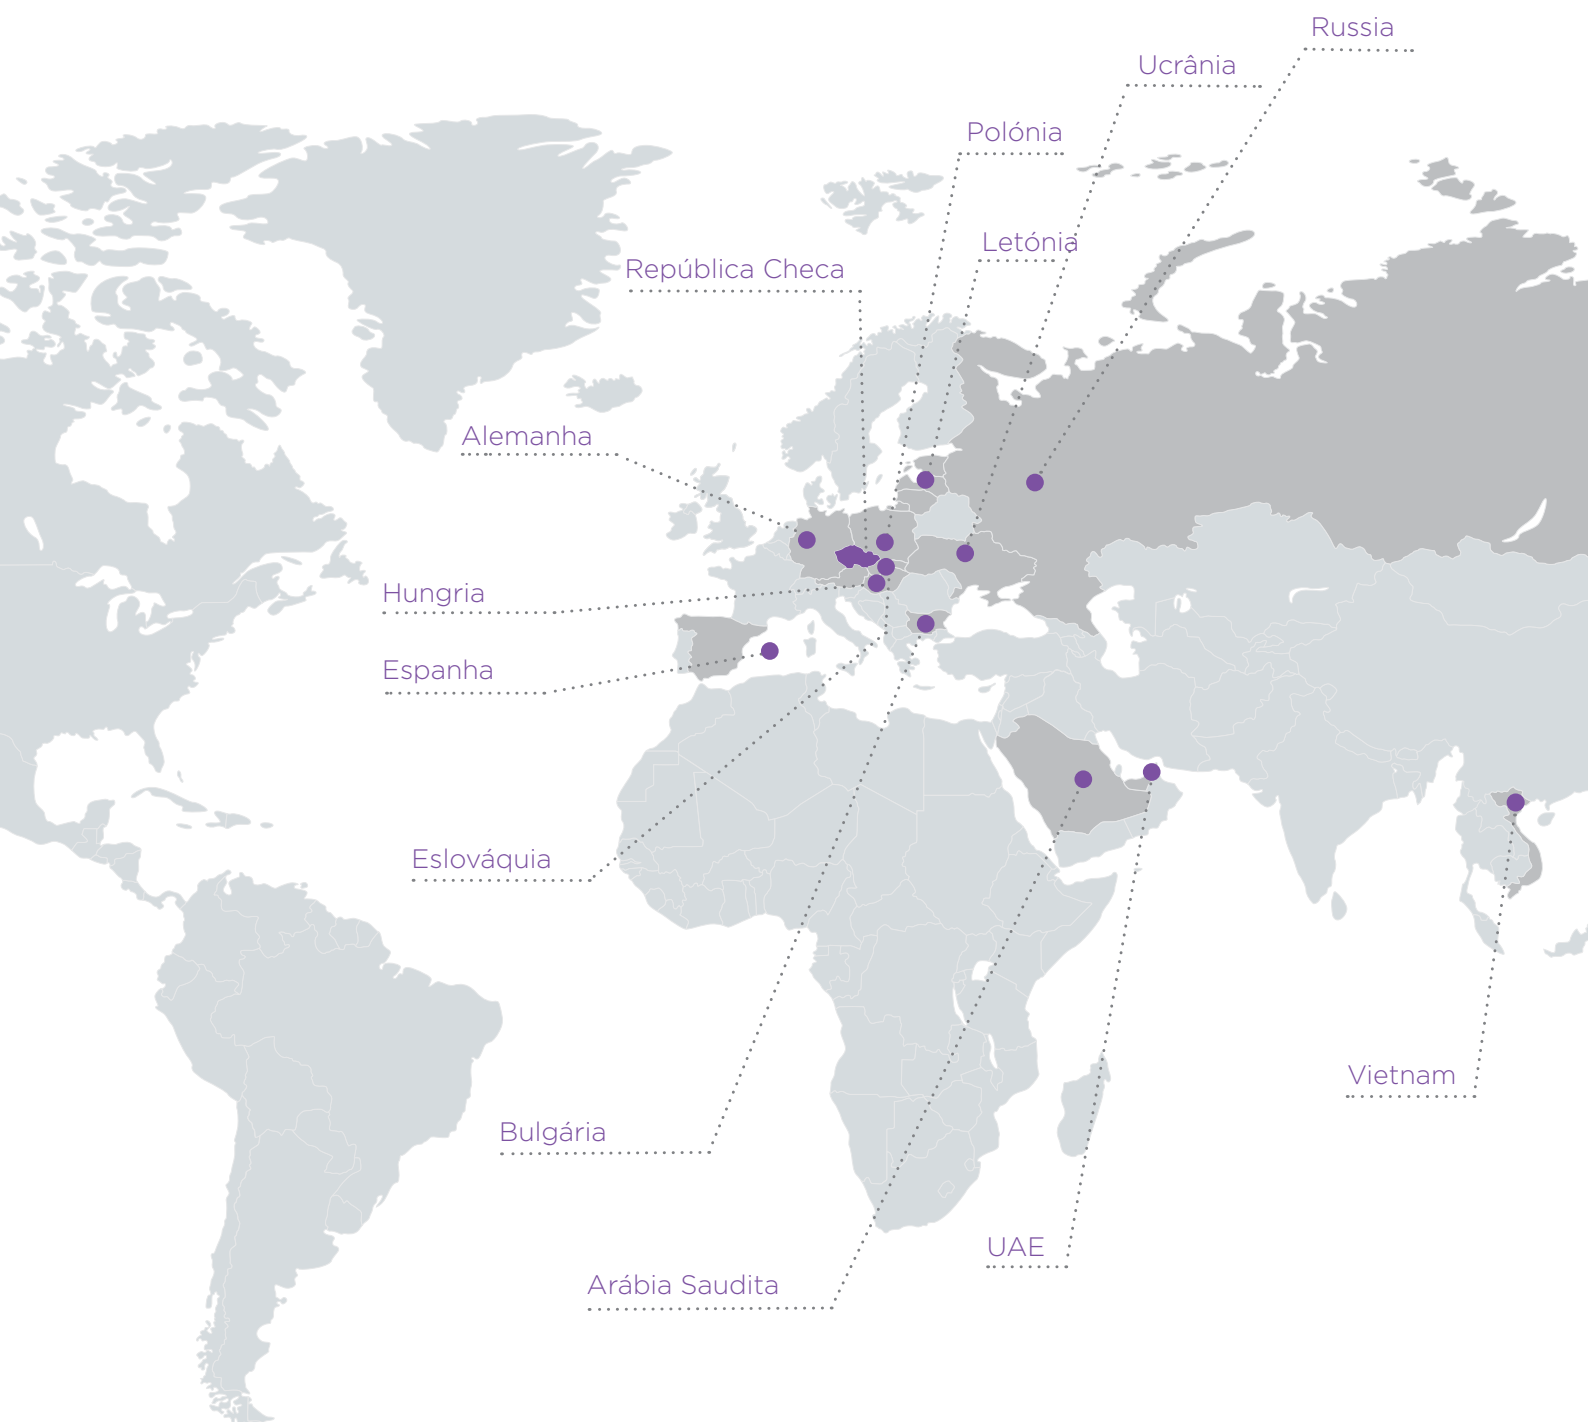 Russia
Ucrânia
Polónia
Letónia
República Checa
Alemanha
Hungria
Espanha
Eslováquia
Vietnam
Bulgária
UAE
Arábia Saudita